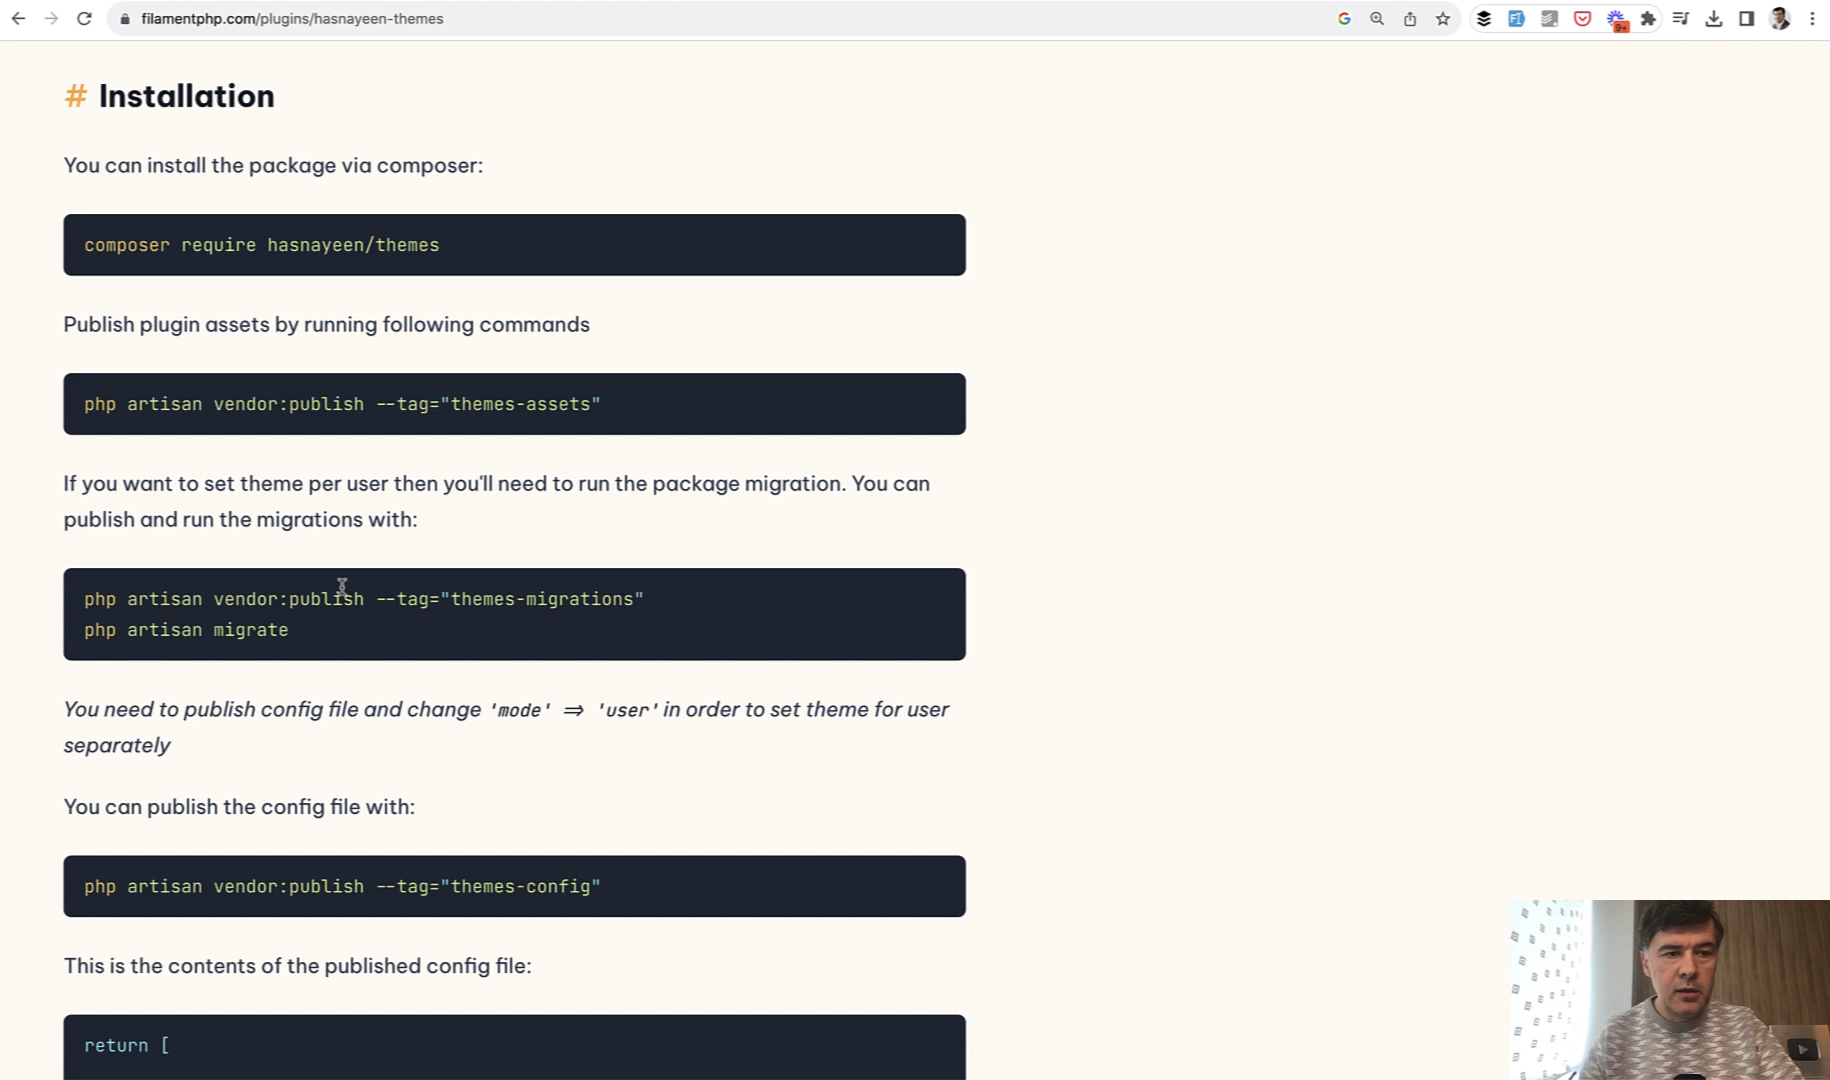 filamentphp.com/plugins/hasnayeen-themes
9+
# Installation
You can install the package via composer:
composer require hasnayeen/themes
Publish plugin assets by running following commands
php artisan vendor:publish --tag="themes-assets"
If you want to set theme per user then you'll need to run the package migration. You can
publish and run the migrations with:
php artisan vendor:publish --tag="themes-migrations"
php artisan migrate
You need to publish config file and change 'mode' => 'user' in order to set theme for user
separately
You can publish the config file with:
php artisan vendor:publish --tag="themes-config"
This is the contents of the published config file:
return [